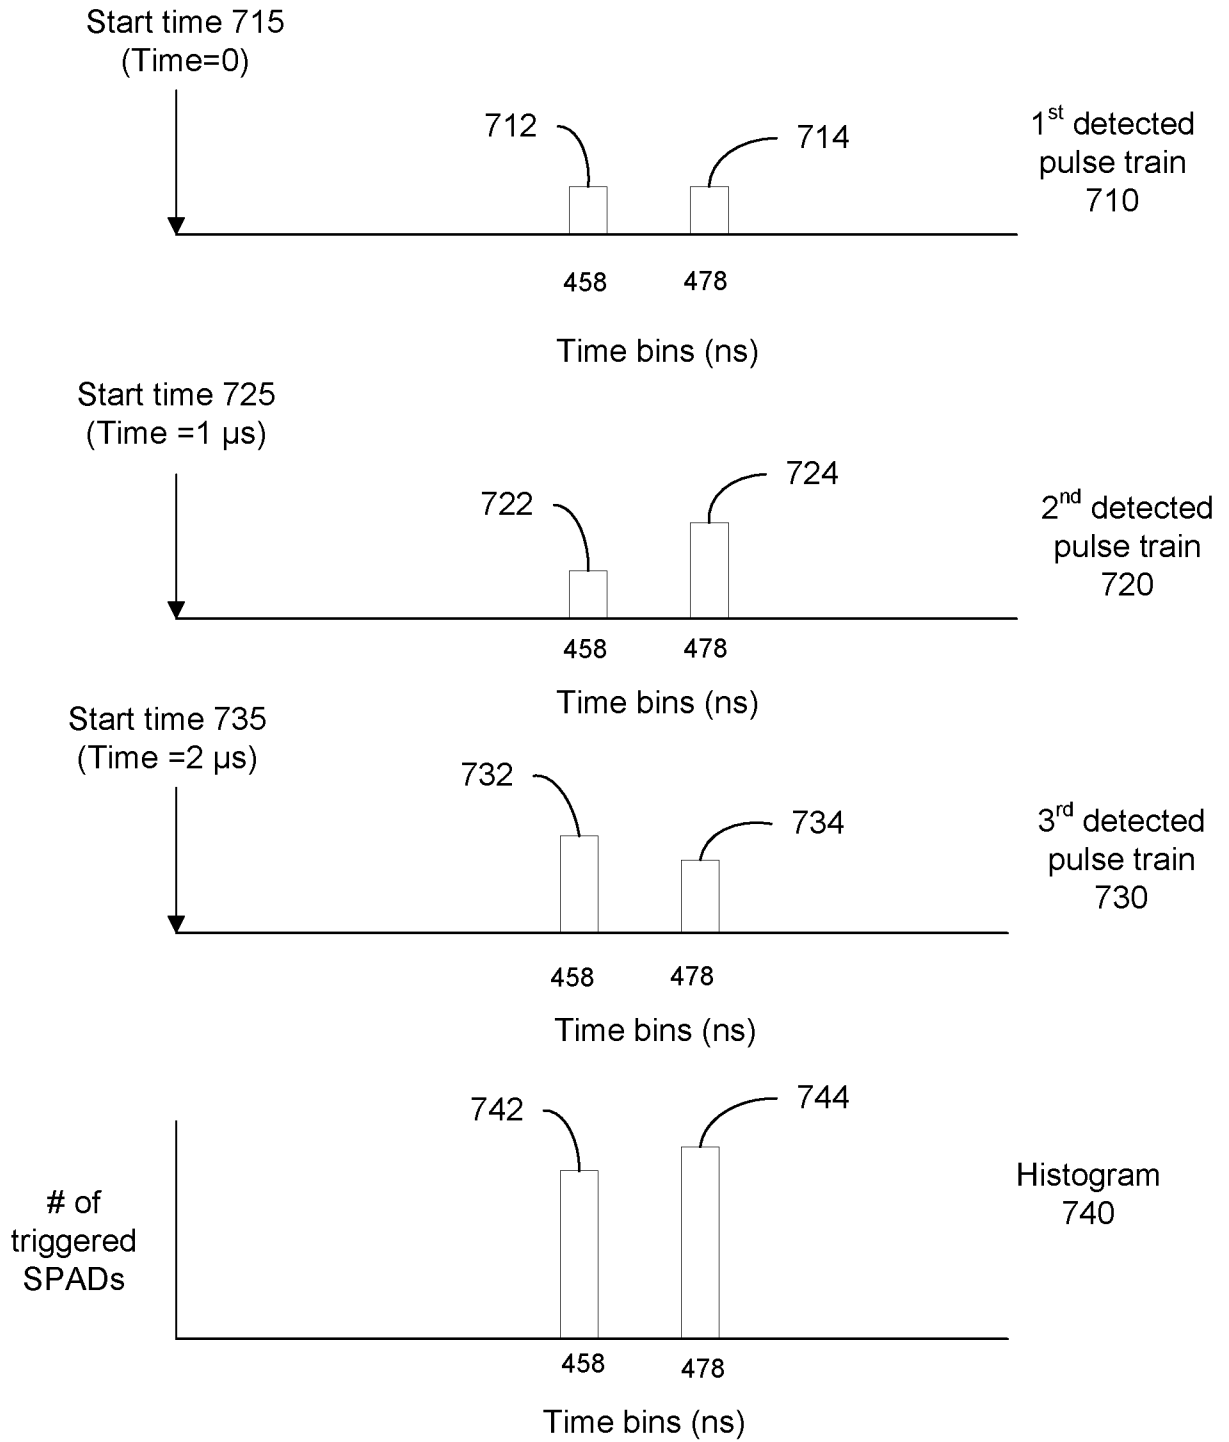 Start time 715
(Time=0)
712
714
1st detected
pulse train
710
458
478
Time bins (ns)
Start time 725
(Time =1 µs)
722
724
2nd detected
pulse train
720
458
478
Time bins (ns)
Start time 735
(Time =2 µs)
732
734
3rd detected
pulse train
730
458
478
Time bins (ns)
742
744
# of
triggered
SPADs
Histogram
740
458
478
Time bins (ns)